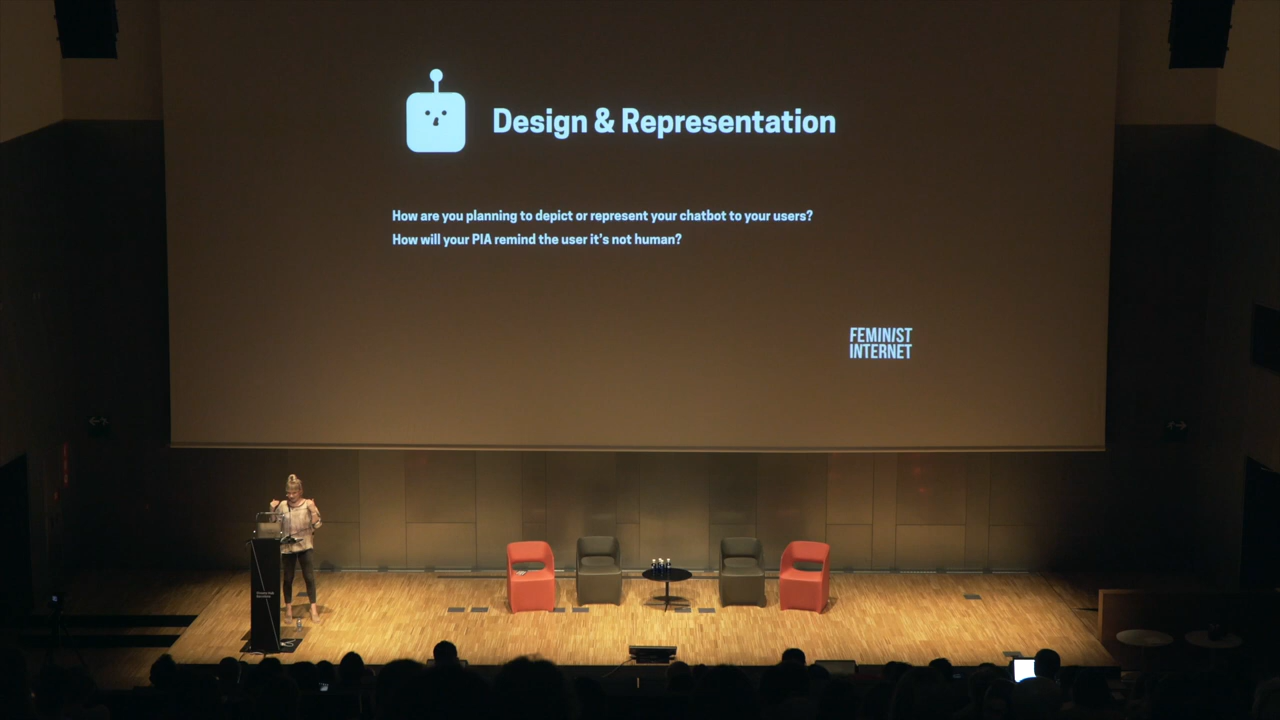 Design & Representation
How are you planning to depict or represent your chatbot to your users?
How will your PIA remind the user it's not human?
FEMINIST
INTERNET